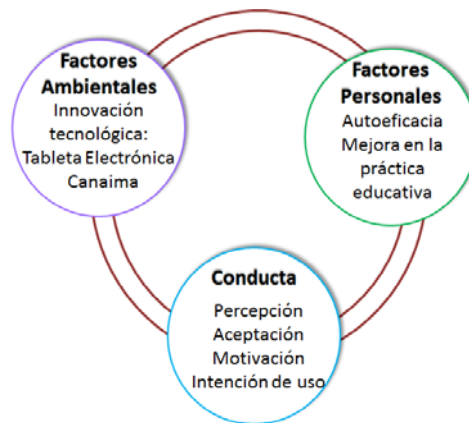 Factores
Ambientales
Innovación
tecnológica:
Tableta Electrónica
Canaima
Factores
Personales
Autoeficacia
Mejora en la
práctica
educativa
Conducta
Percepción
Aceptación
Motivación
Intención de uso